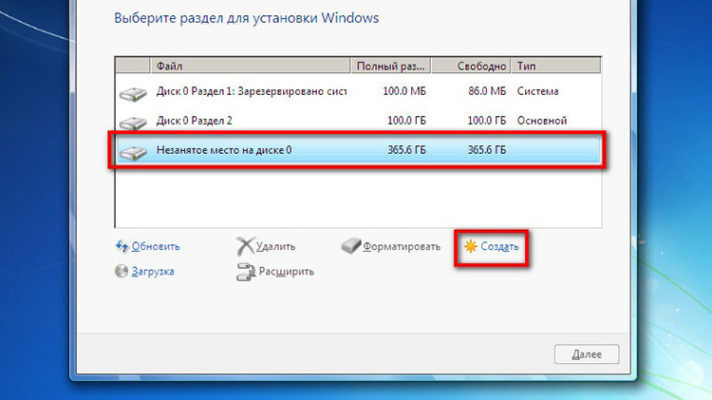 Выберите раздел для установки Windows
Файл Полный раз... Свободно Тип
Диск 0 Раздел 1: Зарезервировано сист 100.0 МБ 86.0 МБ Система
Диск 0 Раздел 2 100.0 ГБ 100.0 ГБ Основной
Незанятое место на диске 0 365.6 ГБ 365.6 ГБ
Обновить Удалить Форматировать Создать
Загрузка Расширить
Далее